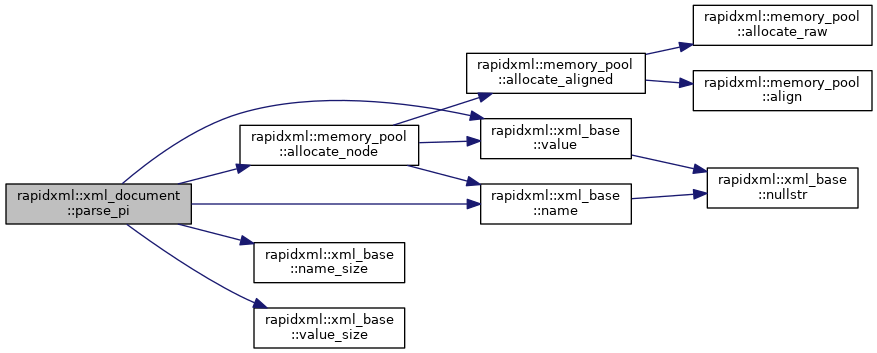 rapidxml::xml_document
::parse_pi
rapidxml::memory_pool
::allocate_node
rapidxml::memory_pool
::allocate_aligned
rapidxml::memory_pool
::allocate_raw
rapidxml::memory_pool
::align
rapidxml::xml_base
::value
rapidxml::xml_base
::name
rapidxml::xml_base
::nullstr
rapidxml::xml_base
::name_size
rapidxml::xml_base
::value_size